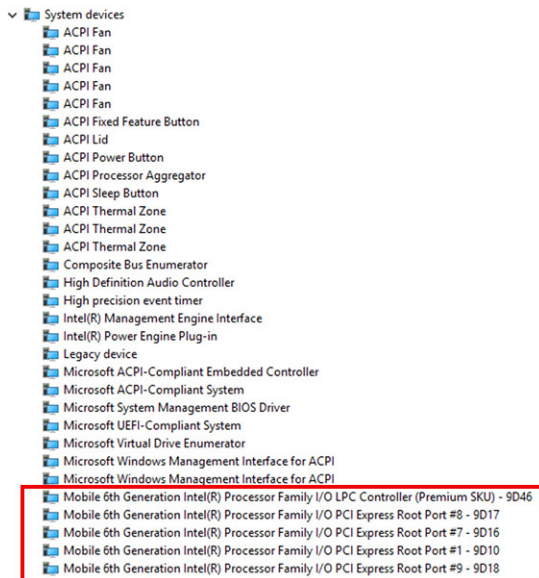 System devices
ACPI Fan
ACPI Fan
ACPI Fan
ACPI Fan
ACPI Fan
ACPI Fixed Feature Button
ACPI Lid
ACPI Power Button
ACPI Processor Aggregator
ACPI Sleep Button
ACPI Thermal Zone
ACPI Thermal Zone
ACPI Thermal Zone
Composite Bus Enumerator
High Definition Audio Controller
High precision event timer
Intel(R) Management Engine Interface
Intel(R) Power Engine Plug-in
Legacy device
Microsoft ACPI-Compliant Embedded Controller
Microsoft ACPI-Compliant System
Microsoft System Management BIOS Driver
Microsoft UEFI-Compliant System
Microsoft Virtual Drive Enumerator
Microsoft Windows Management Interface for ACPI
Microsoft Windows Management Interface for ACPI
Mobile 6th Generation Intel(R) Processor Family I/O LPC Controller (Premium SKU) - 9D46
Mobile 6th Generation Intel(R) Processor Family I/O PCI Express Root Port #8 - 9D17
Mobile 6th Generation Intel(R) Processor Family I/O PCI Express Root Port #7 - 9D16
Mobile 6th Generation Intel(R) Processor Family I/O PCI Express Root Port #1 - 9D10
Mobile 6th Generation Intel(R) Processor Family I/O PCI Express Root Port #9 - 9D18